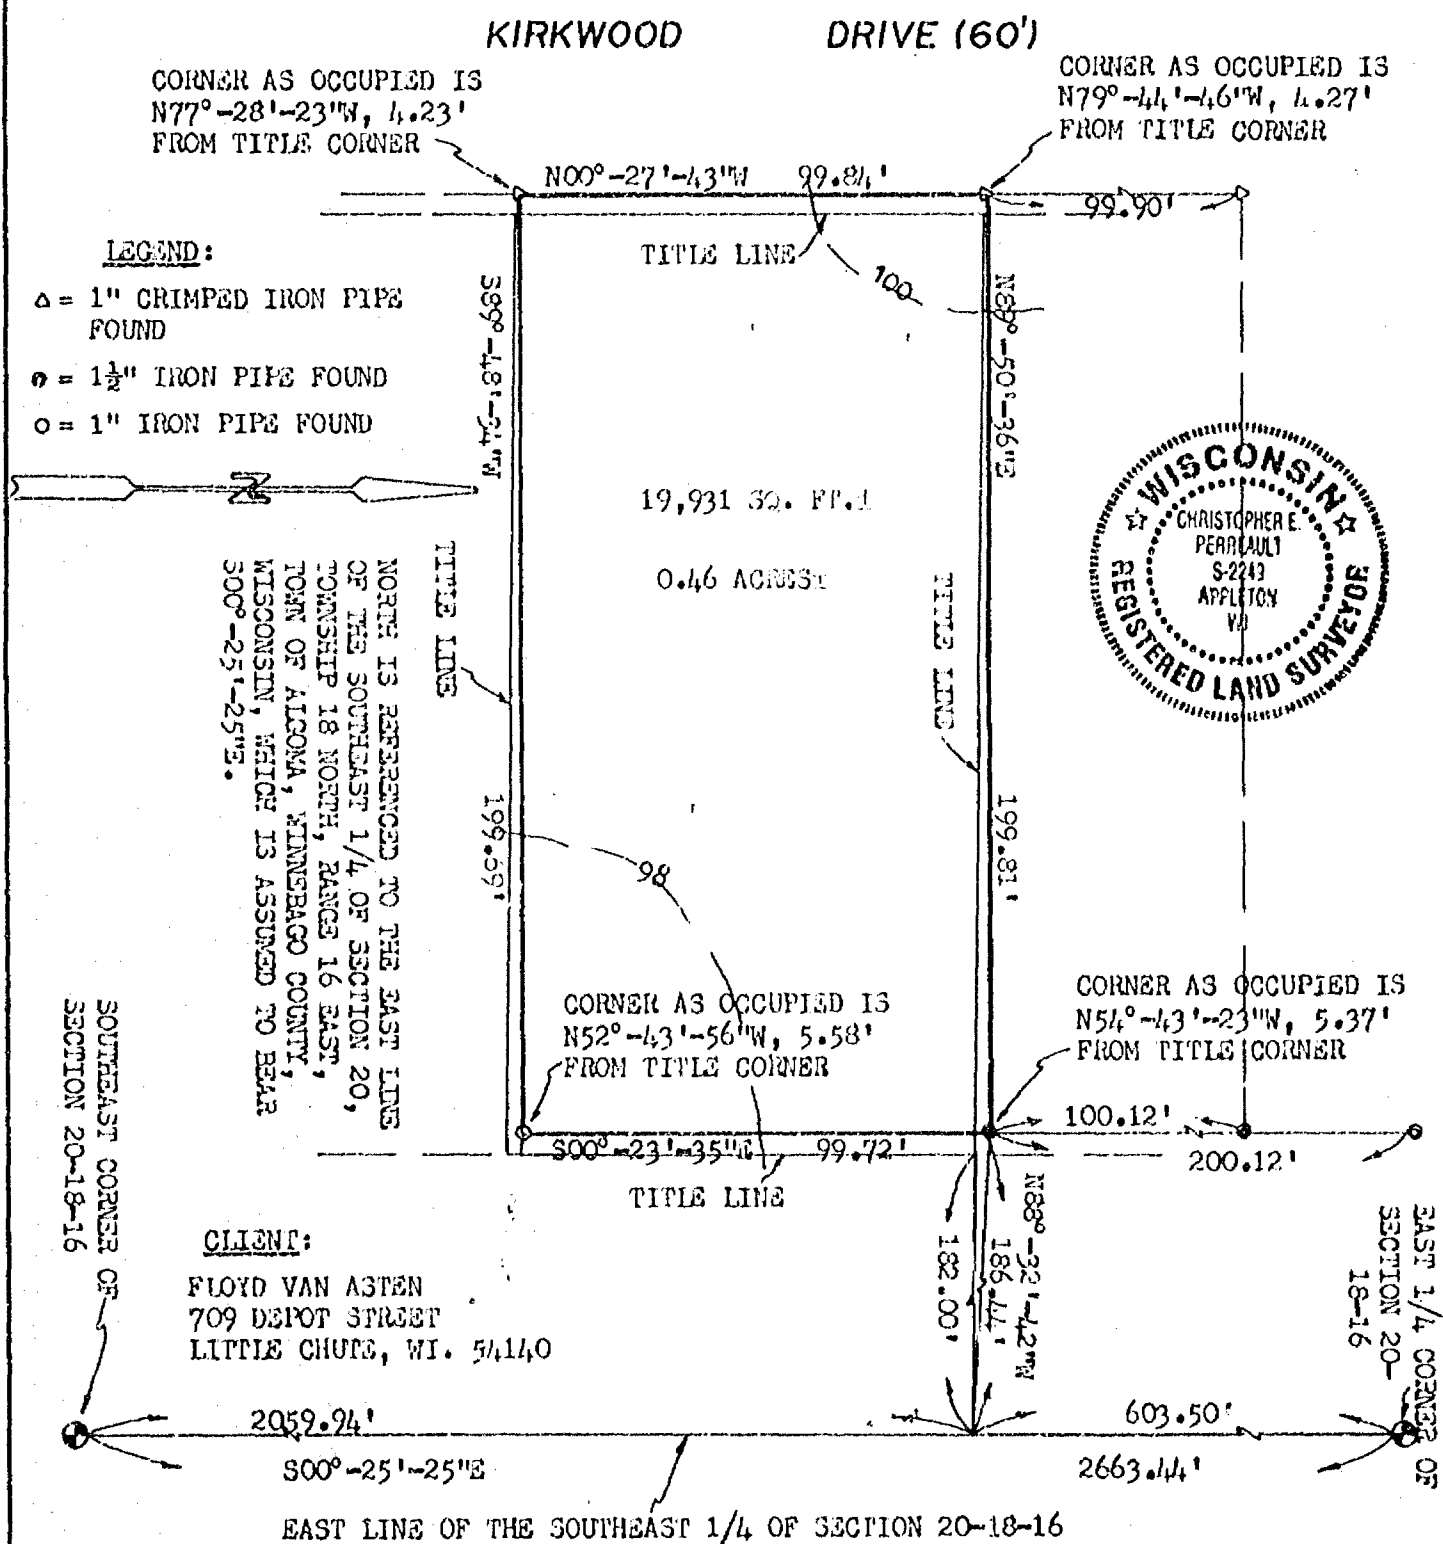 KIRKWOOD DRIVE (60')
CORNER AS OCCUPIED IS
N77°-28'-23"W, 4.23'
FROM TITLE CORNER
CORNER AS OCCUPIED IS
N79°-44'-46"W, 4.27'
FROM TITLE CORNER
N00°-27'-43"W 99.84'
99.90'
TITLE LINE
100
LEGEND:
△ = 1" CRIMPED IRON PIPE
FOUND
= 1½" IRON PIPE FOUND
○ = 1" IRON PIPE FOUND
N
S89°-48'-34"W
N89°-50'-36"E
19,931 SQ. FT.±
0.46 ACRES±
WISCONSIN
CHRISTOPHER E.
PERREAULT
S-2243
APPLETON
WI
REGISTERED LAND SURVEYOR
TITLE LINE
TITLE LINE
NORTH IS REFERENCED TO THE EAST LINE
OF THE SOUTHEAST 1/4 OF SECTION 20,
TOWNSHIP 18 NORTH, RANGE 16 EAST,
TOWN OF ALGOMA, WINNEBAGO COUNTY,
WISCONSIN, WHICH IS ASSUMED TO BEAR
S00°-25'-25"E.
199.69'
199.81'
98
CORNER AS OCCUPIED IS
N52°-43'-56"W, 5.58'
FROM TITLE CORNER
CORNER AS OCCUPIED IS
N54°-43'-23"W, 5.37'
FROM TITLE CORNER
S00°-23'-35"E 99.72'
100.12'
200.12'
TITLE LINE
SOUTHEAST CORNER OF
SECTION 20-18-16
CLIENT:
FLOYD VAN ASTEN
709 DEPOT STREET
LITTLE CHUTE, WI. 54140
182.00'
N88°-32'-42"W
186.44'
EAST 1/4 CORNER OF
SECTION 20-
18-16
2059.94'
603.50'
S00°-25'-25"E
2663.44'
EAST LINE OF THE SOUTHEAST 1/4 OF SECTION 20-18-16